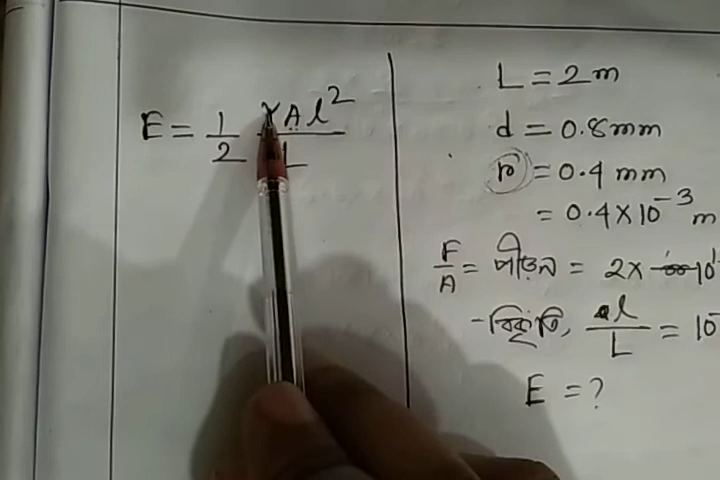 E = 1/2 YAl²/L
L = 2m
d = 0.8mm
r = 0.4 mm
= 0.4×10⁻³ m
F/A = পীড়ন = 2×
বিকৃতি, l/L = 10⁻
E = ?